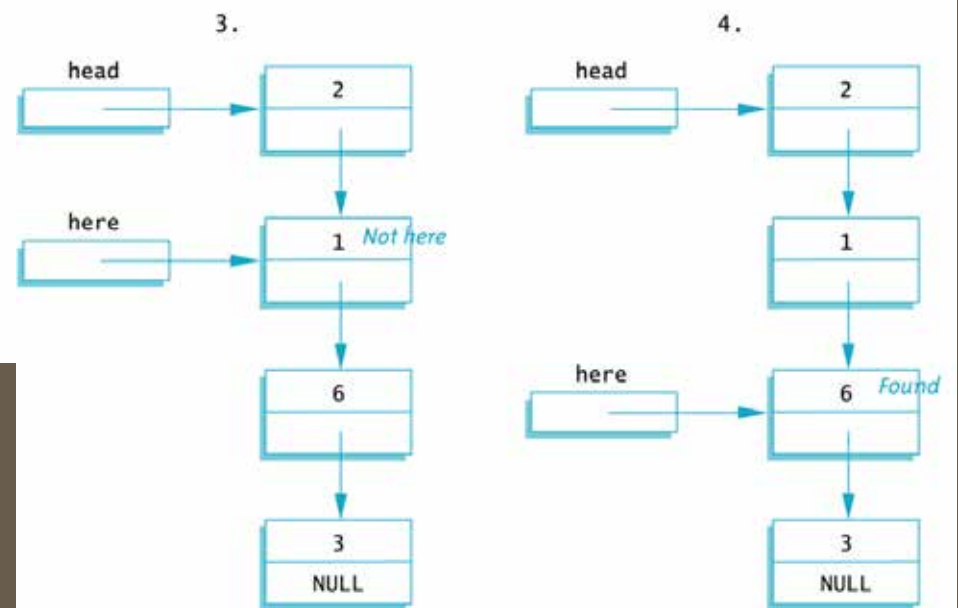 3.
head
2
here
1 Not here
6
3
NULL
4.
head
2
1
here
6 Found
3
NULL